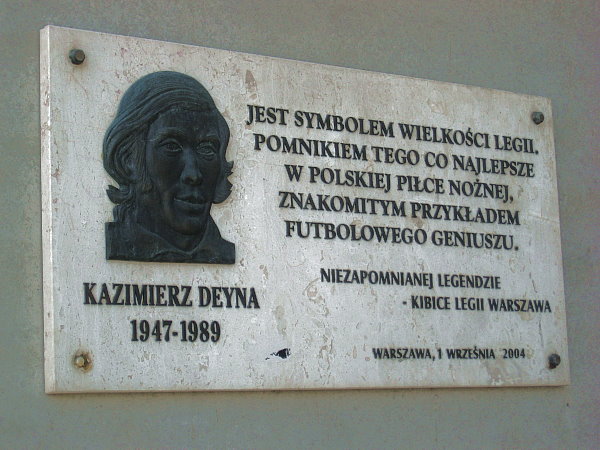 JEST SYMBOLEM WIELKOŚCI LEGII.
POMNIKIEM TEGO CO NAJLEPSZE
W POLSKIEJ PIŁCE NOŻNEJ,
ZNAKOMITYM PRZYKŁADEM
FUTBOLOWEGO GENIUSZU.
NIEZAPOMNIANEJ LEGENDZIE
- KIBICE LEGII WARSZAWA
KAZIMIERZ DEYNA
1947-1989
WARSZAWA, 1 WRZEŚNIA 2004